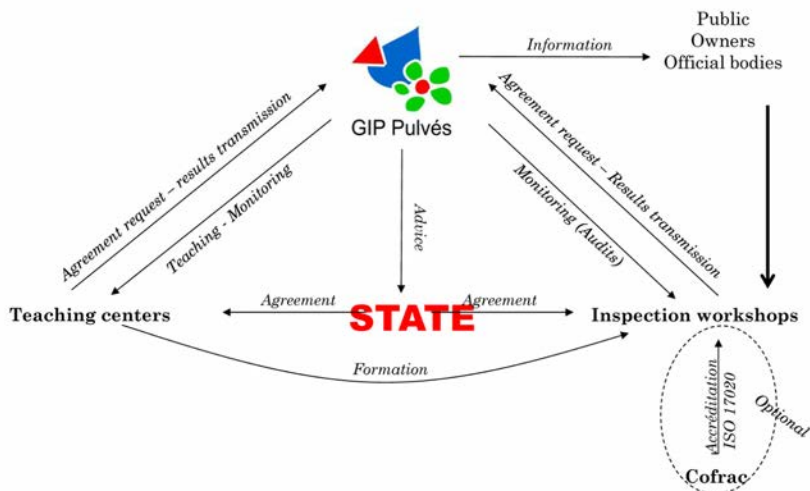 Public
Owners
Official bodies
Information
GIP Pulvés
Agreement request – results transmission
Teaching - Monitoring
Advice
Monitoring (Audits)
Agreement request – Results transmission
Teaching centers
Agreement
STATE
Agreement
Inspection workshops
Formation
Accréditation
ISO 17020
Optional
Cofrac